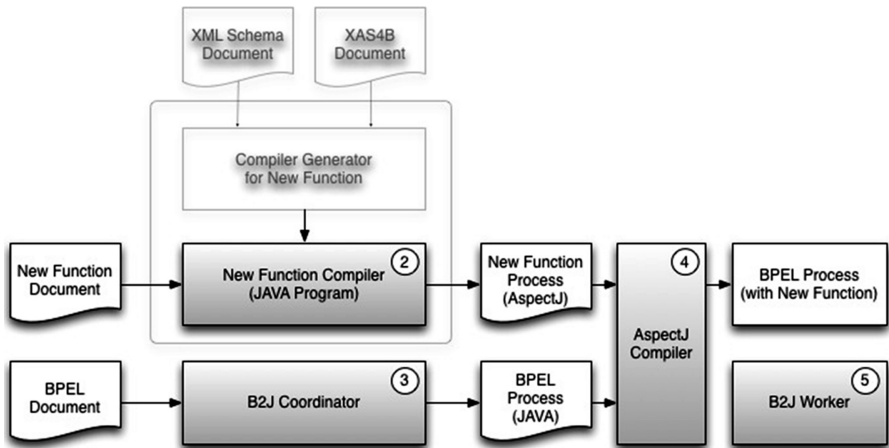 XML Schema
Document
XAS4B
Document
Compiler Generator
for New Function
New Function
Document
2
New Function Compiler
(JAVA Program)
New Function
Process
(AspectJ)
4
AspectJ
Compiler
BPEL Process
(with New Function)
BPEL
Document
3
B2J Coordinator
BPEL
Process
(JAVA)
5
B2J Worker